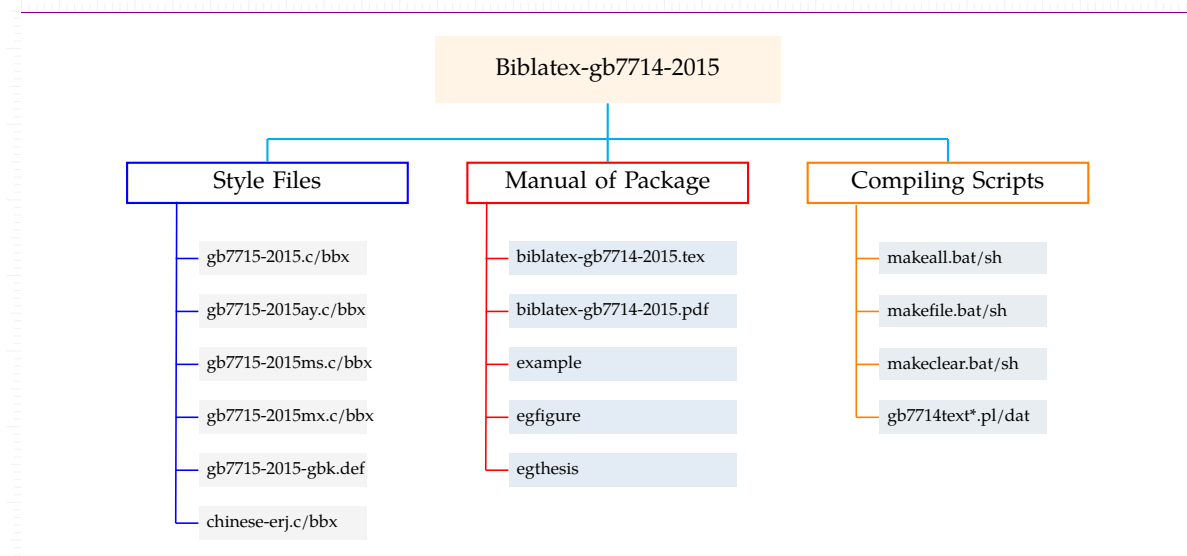 Biblatex-gb7714-2015
Style Files
gb7715-2015.c/bbx
gb7715-2015ay.c/bbx
gb7715-2015ms.c/bbx
gb7715-2015mx.c/bbx
gb7715-2015-gbk.def
chinese-erj.c/bbx
Manual of Package
biblatex-gb7714-2015.tex
biblatex-gb7714-2015.pdf
example
egfigure
egthesis
Compiling Scripts
makeall.bat/sh
makefile.bat/sh
makeclear.bat/sh
gb7714text*.pl/dat